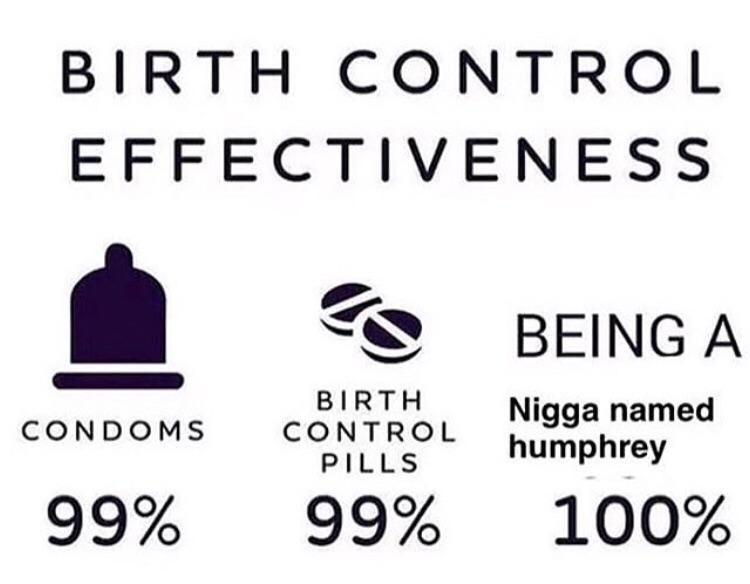 BIRTH CONTROL
EFFECTIVENESS
CONDOMS
99%
BIRTH
CONTROL
PILLS
99%
BEING A
Nigga named
humphrey
100%